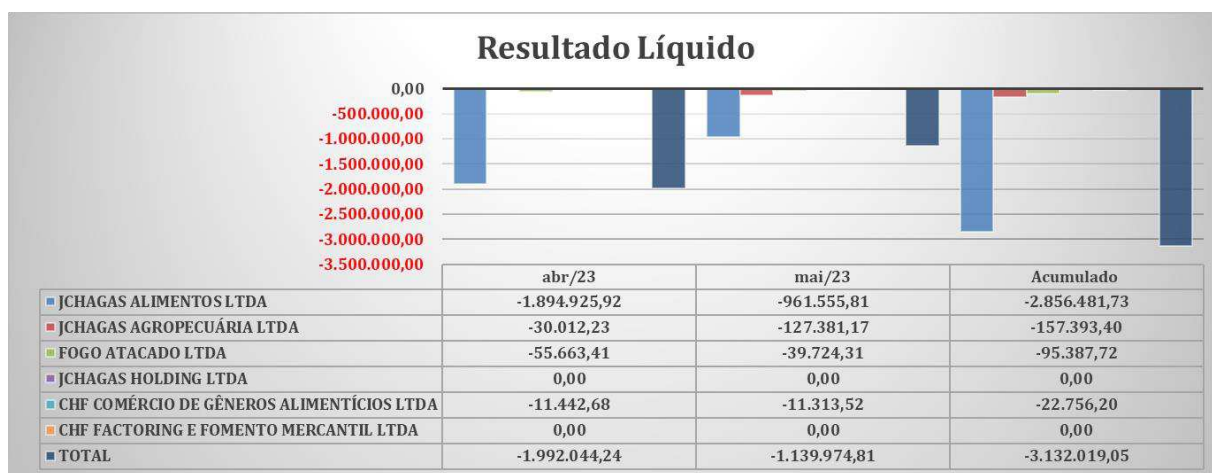 Resultado Líquido
0,00
-500.000,00
-1.000.000,00
-1.500.000,00
-2.000.000,00
-2.500.000,00
-3.000.000,00
-3.500.000,00
abr/23 mai/23 Acumulado
JCHAGAS ALIMENTOS LTDA -1.894.925,92 -961.555,81 -2.856.481,73
JCHAGAS AGROPECUÁRIA LTDA -30.012,23 -127.381,17 -157.393,40
FOGO ATACADO LTDA -55.663,41 -39.724,31 -95.387,72
JCHAGAS HOLDING LTDA 0,00 0,00 0,00
CHF COMÉRCIO DE GÊNEROS ALIMENTÍCIOS LTDA -11.442,68 -11.313,52 -22.756,20
CHF FACTORING E FOMENTO MERCANTIL LTDA 0,00 0,00 0,00
TOTAL -1.992.044,24 -1.139.974,81 -3.132.019,05